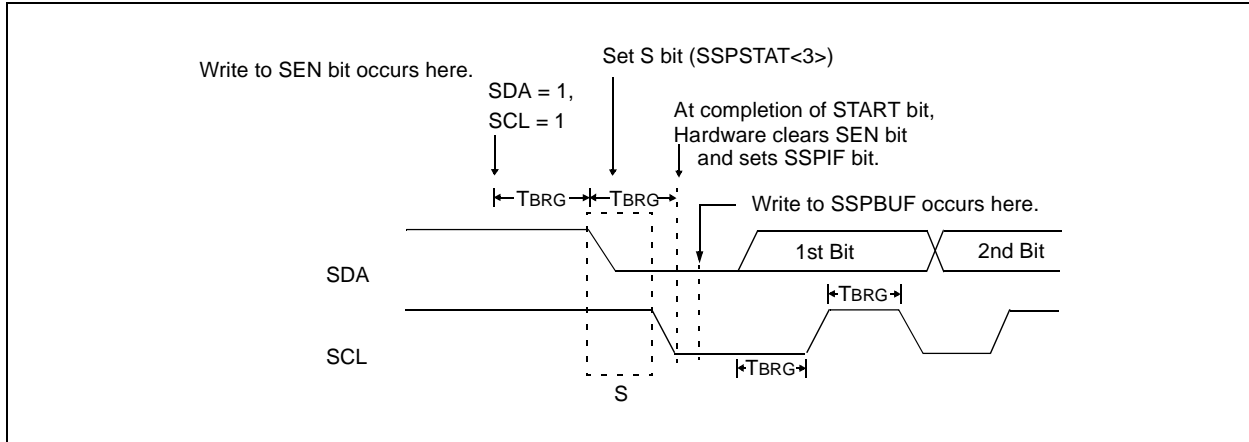 Set S bit (SSPSTAT<3>)
Write to SEN bit occurs here.
SDA = 1,
SCL = 1
At completion of START bit,
Hardware clears SEN bit
and sets SSPIF bit.
TBRG
TBRG
Write to SSPBUF occurs here.
1st Bit
2nd Bit
SDA
TBRG
SCL
TBRG
S